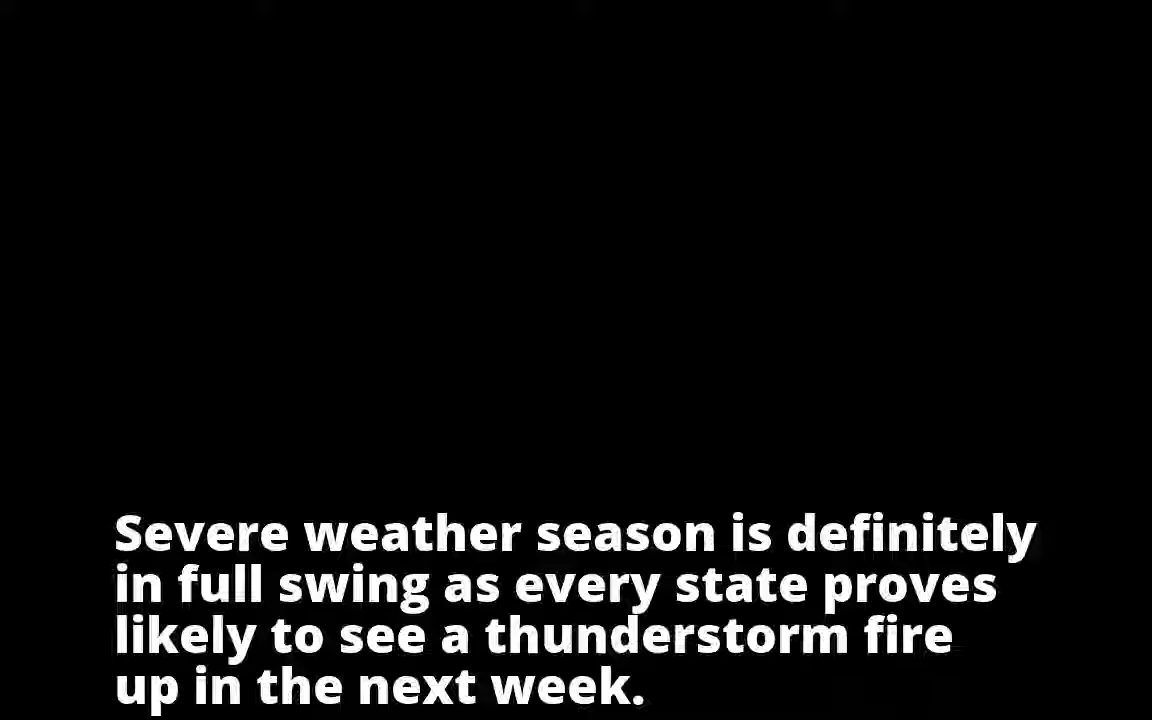 Severe weather season is definitely
in full swing as every state proves
likely to see a thunderstorm fire
up in the next week.